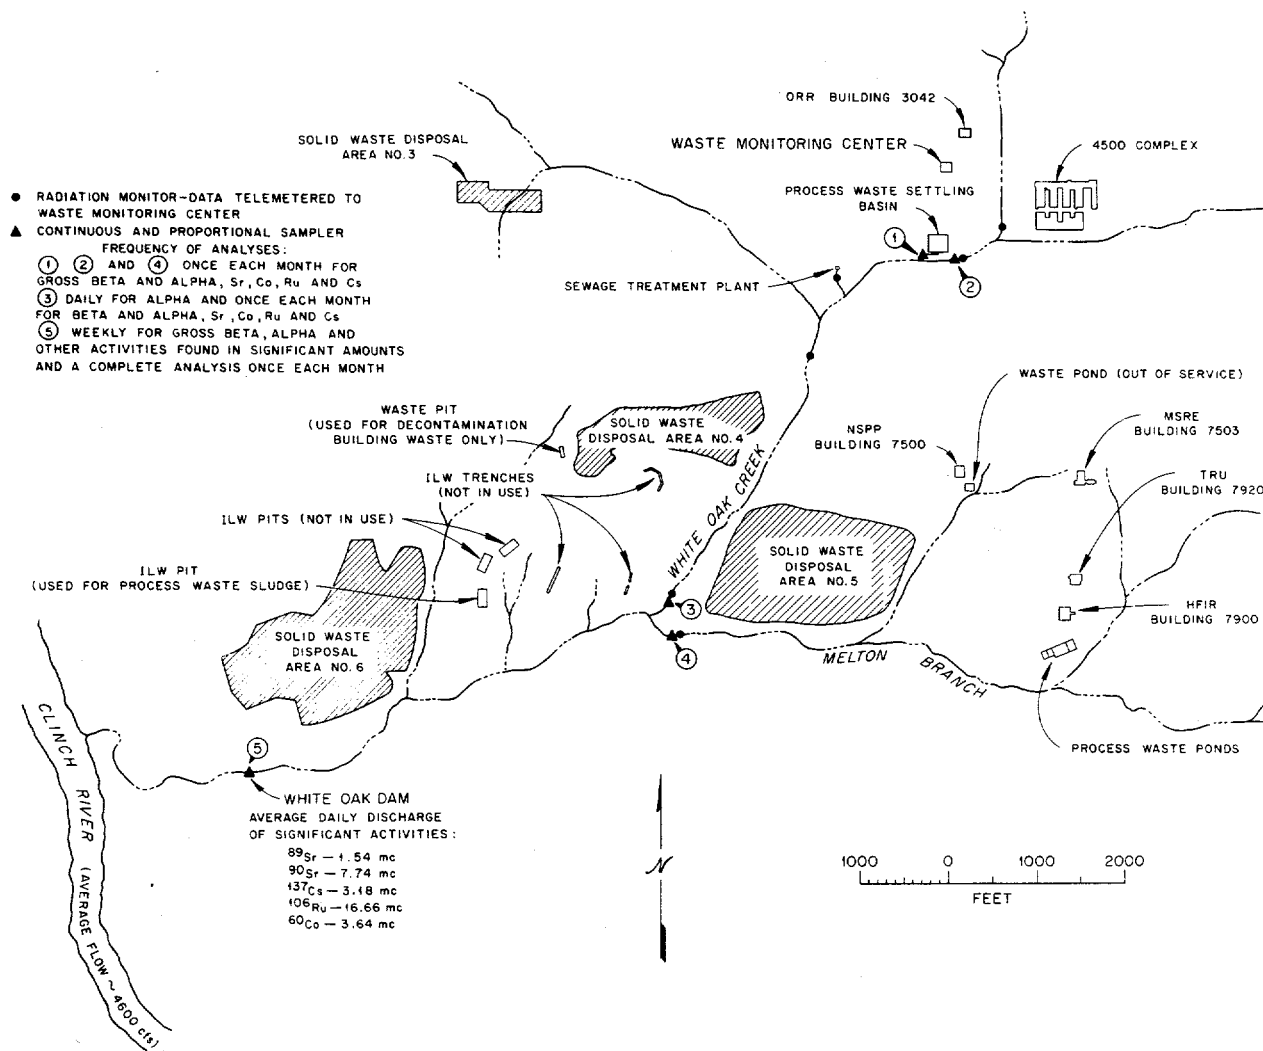 ORR BUILDING 3042
WASTE MONITORING CENTER
4500 COMPLEX
SOLID WASTE DISPOSAL
AREA NO.3
PROCESS WASTE SETTLING
BASIN
● RADIATION MONITOR-DATA TELEMETERED TO
WASTE MONITORING CENTER
▲ CONTINUOUS AND PROPORTIONAL SAMPLER
FREQUENCY OF ANALYSES:
① ② AND ④ ONCE EACH MONTH FOR
GROSS BETA AND ALPHA, Sr, Co, Ru AND Cs
③ DAILY FOR ALPHA AND ONCE EACH MONTH
FOR BETA AND ALPHA, Sr, Co, Ru AND Cs
⑤ WEEKLY FOR GROSS BETA, ALPHA AND
OTHER ACTIVITIES FOUND IN SIGNIFICANT AMOUNTS
AND A COMPLETE ANALYSIS ONCE EACH MONTH
①
②
SEWAGE TREATMENT PLANT
WASTE POND (OUT OF SERVICE)
WASTE PIT
(USED FOR DECONTAMINATION
BUILDING WASTE ONLY)
SOLID WASTE
DISPOSAL AREA NO.4
NSPP
BUILDING 7500
MSRE
BUILDING 7503
TRU
BUILDING 7920
ILW TRENCHES
(NOT IN USE)
WHITE OAK CREEK
ILW PITS (NOT IN USE)
SOLID WASTE
DISPOSAL
AREA NO.5
ILW PIT
(USED FOR PROCESS WASTE SLUDGE)
③
HFIR
BUILDING 7900
SOLID WASTE
DISPOSAL
AREA NO.6
④
MELTON BRANCH
PROCESS WASTE PONDS
CLINCH RIVER (AVERAGE FLOW ~ 4600 cfs)
⑤
WHITE OAK DAM
AVERAGE DAILY DISCHARGE
OF SIGNIFICANT ACTIVITIES:
⁸⁹Sr — 1.54 mc
⁹⁰Sr — 7.74 mc
¹³⁷Cs — 3.18 mc
¹⁰⁶Ru — 16.66 mc
⁶⁰Co — 3.64 mc
N
1000 0 1000 2000
FEET